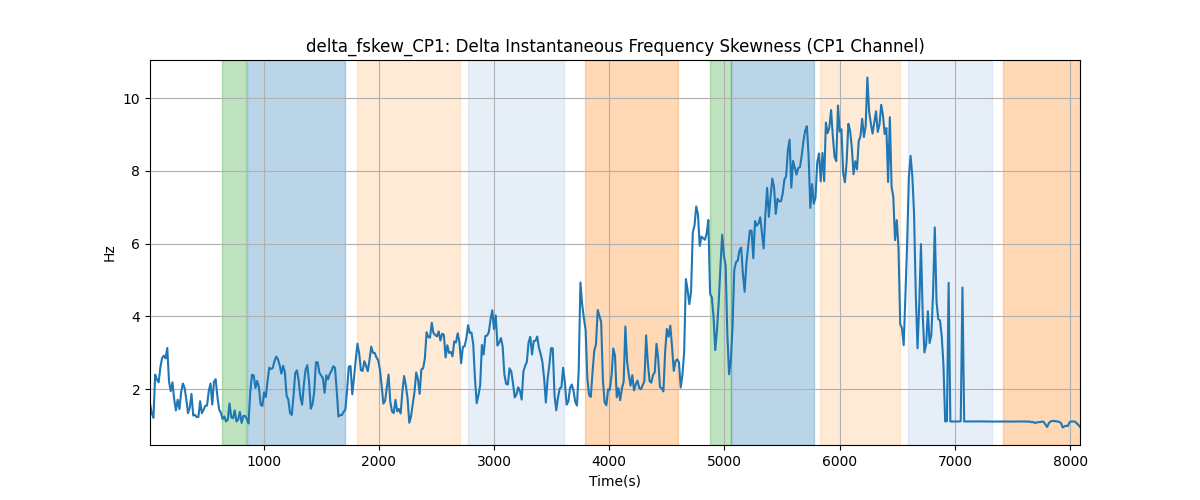 delta_fskew_CP1: Delta Instantaneous Frequency Skewness (CP1 Channel)
10
8
6
4
2
Hz
1000 2000 3000 4000 5000 6000 7000 8000
Time(s)